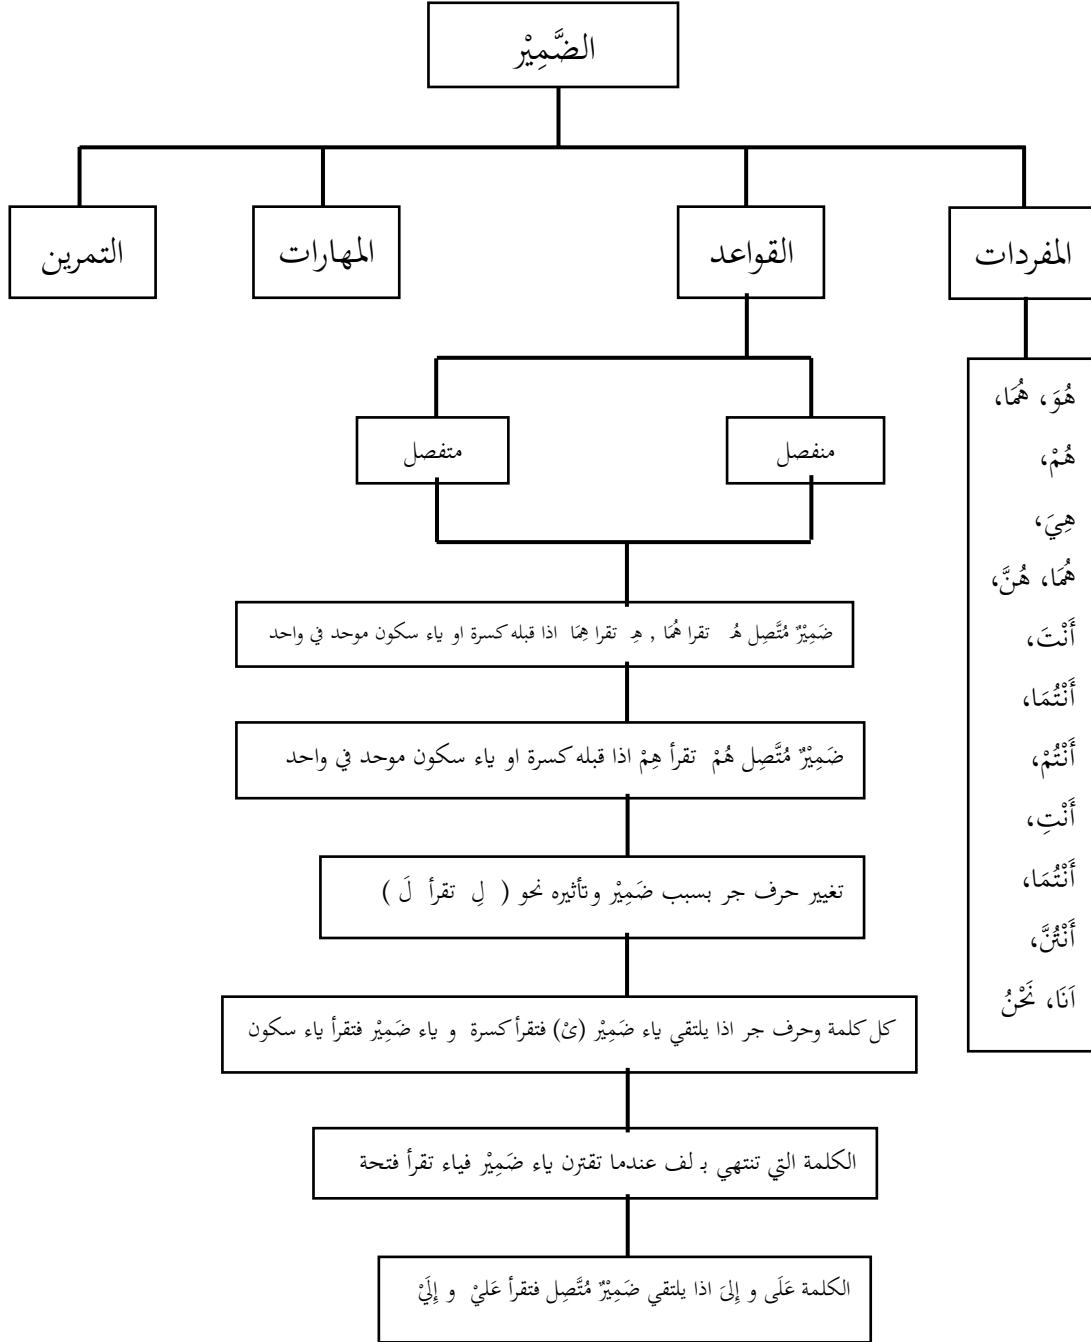 الضَّمِيْر
المفردات
القواعد
المهارات
التمرين
هُوَ، هُمَا،
هُمْ،
هِيَ،
هُمَا، هُنَّ،
أَنْتَ،
أَنْتُمَا،
أَنْتُمْ،
أَنْتِ،
أَنْتُمَا،
أَنْتُنَّ،
اَنَا، نَحْنُ
منفصل
متفصل
ضَمِيْرٌ مُتَّصِل هُـ تقرا هُمَا , هِـ تقرا هِمَا اذا قبله كسرة او ياء سكون موحد في واحد
ضَمِيْرٌ مُتَّصِل هُمْ تقرأ هِمْ اذا قبله كسرة او ياء سكون موحد في واحد
تغيير حرف جر بسبب ضَمِيْر وتأثيره نحو ( لِ تقرأ لَ )
كل كلمة وحرف جر اذا يلتقي ياء ضَمِيْر (ىْ) فتقرأ كسرة و ياء ضَمِيْر فتقرأ ياء سكون
الكلمة التي تنتهي بـ لف عندما تقترن ياء ضَمِيْر فياء تقرأ فتحة
الكلمة عَلَى و إِلىَ اذا يلتقي ضَمِيْرٌ مُتَّصِل فتقرأ عَليْ و إِلَيْ